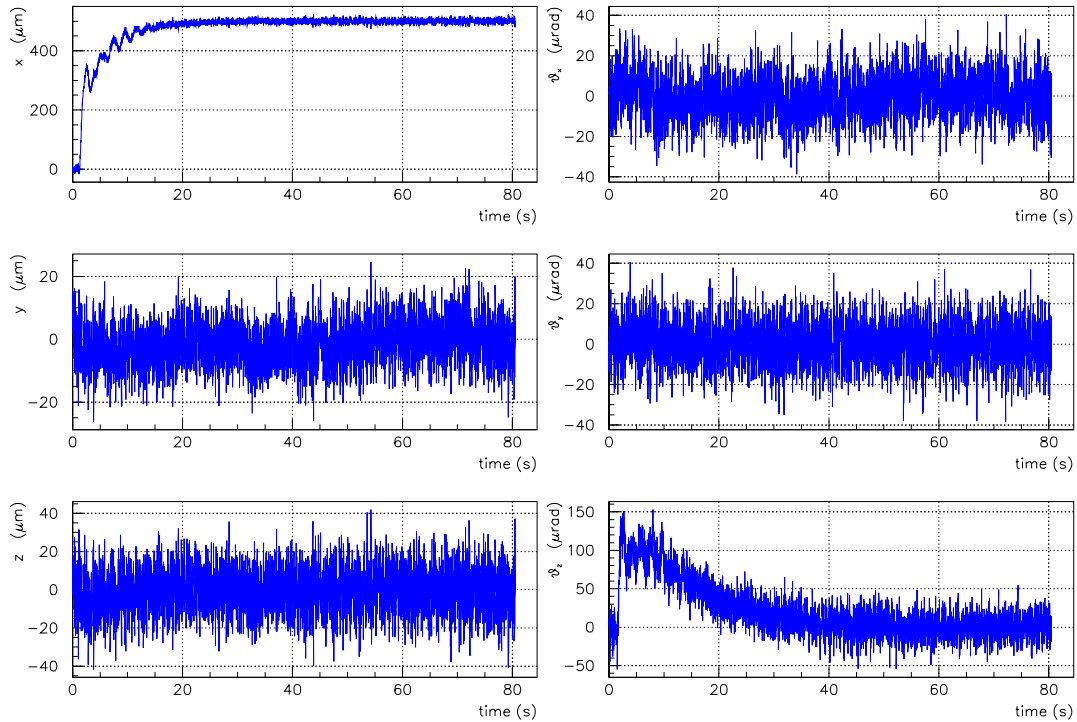 x (μm)
400
200
0
0 20 40 60 80
time (s)
ϑx (μrad)
40
20
0
−20
−40
0 20 40 60 80
time (s)
y (μm)
20
0
−20
0 20 40 60 80
time (s)
ϑy (μrad)
40
20
0
−20
−40
0 20 40 60 80
time (s)
z (μm)
40
20
0
−20
−40
0 20 40 60 80
time (s)
ϑz (μrad)
150
100
50
0
−50
0 20 40 60 80
time (s)